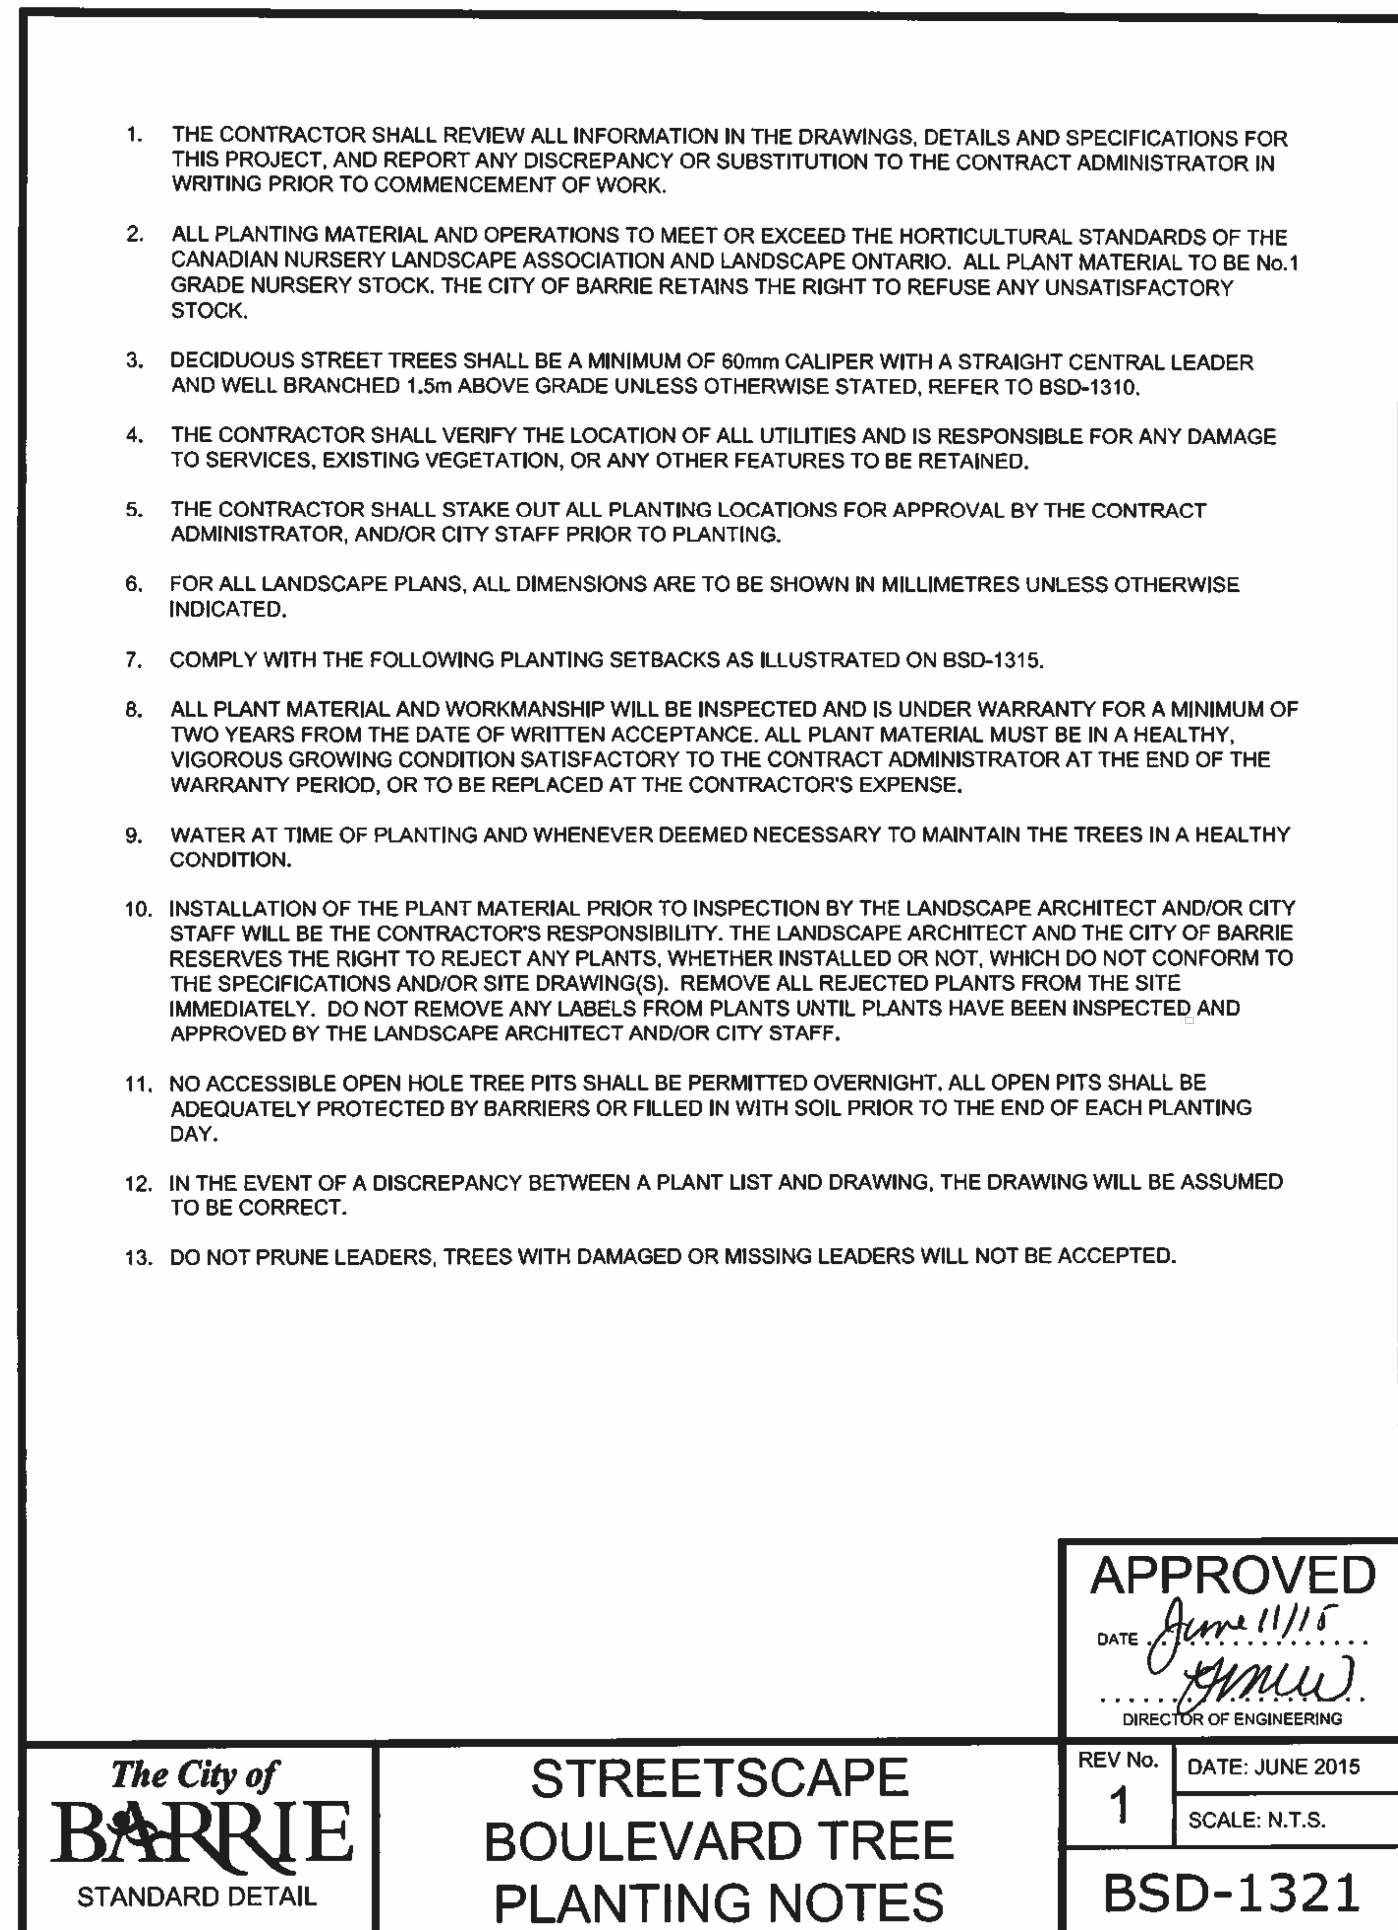 1. THE CONTRACTOR SHALL REVIEW ALL INFORMATION IN THE DRAWINGS, DETAILS AND SPECIFICATIONS FOR
THIS PROJECT, AND REPORT ANY DISCREPANCY OR SUBSTITUTION TO THE CONTRACT ADMINISTRATOR IN
WRITING PRIOR TO COMMENCEMENT OF WORK.
2. ALL PLANTING MATERIAL AND OPERATIONS TO MEET OR EXCEED THE HORTICULTURAL STANDARDS OF THE
CANADIAN NURSERY LANDSCAPE ASSOCIATION AND LANDSCAPE ONTARIO. ALL PLANT MATERIAL TO BE No.1
GRADE NURSERY STOCK. THE CITY OF BARRIE RETAINS THE RIGHT TO REFUSE ANY UNSATISFACTORY
STOCK.
3. DECIDUOUS STREET TREES SHALL BE A MINIMUM OF 60mm CALIPER WITH A STRAIGHT CENTRAL LEADER
AND WELL BRANCHED 1.5m ABOVE GRADE UNLESS OTHERWISE STATED, REFER TO BSD-1310.
4. THE CONTRACTOR SHALL VERIFY THE LOCATION OF ALL UTILITIES AND IS RESPONSIBLE FOR ANY DAMAGE
TO SERVICES, EXISTING VEGETATION, OR ANY OTHER FEATURES TO BE RETAINED.
5. THE CONTRACTOR SHALL STAKE OUT ALL PLANTING LOCATIONS FOR APPROVAL BY THE CONTRACT
ADMINISTRATOR, AND/OR CITY STAFF PRIOR TO PLANTING.
6. FOR ALL LANDSCAPE PLANS, ALL DIMENSIONS ARE TO BE SHOWN IN MILLIMETRES UNLESS OTHERWISE
INDICATED.
7. COMPLY WITH THE FOLLOWING PLANTING SETBACKS AS ILLUSTRATED ON BSD-1315.
8. ALL PLANT MATERIAL AND WORKMANSHIP WILL BE INSPECTED AND IS UNDER WARRANTY FOR A MINIMUM OF
TWO YEARS FROM THE DATE OF WRITTEN ACCEPTANCE. ALL PLANT MATERIAL MUST BE IN A HEALTHY,
VIGOROUS GROWING CONDITION SATISFACTORY TO THE CONTRACT ADMINISTRATOR AT THE END OF THE
WARRANTY PERIOD, OR TO BE REPLACED AT THE CONTRACTOR'S EXPENSE.
9. WATER AT TIME OF PLANTING AND WHENEVER DEEMED NECESSARY TO MAINTAIN THE TREES IN A HEALTHY
CONDITION.
10. INSTALLATION OF THE PLANT MATERIAL PRIOR TO INSPECTION BY THE LANDSCAPE ARCHITECT AND/OR CITY
STAFF WILL BE THE CONTRACTOR'S RESPONSIBILITY. THE LANDSCAPE ARCHITECT AND THE CITY OF BARRIE
RESERVES THE RIGHT TO REJECT ANY PLANTS, WHETHER INSTALLED OR NOT, WHICH DO NOT CONFORM TO
THE SPECIFICATIONS AND/OR SITE DRAWING(S). REMOVE ALL REJECTED PLANTS FROM THE SITE
IMMEDIATELY. DO NOT REMOVE ANY LABELS FROM PLANTS UNTIL PLANTS HAVE BEEN INSPECTED AND
APPROVED BY THE LANDSCAPE ARCHITECT AND/OR CITY STAFF.
11. NO ACCESSIBLE OPEN HOLE TREE PITS SHALL BE PERMITTED OVERNIGHT. ALL OPEN PITS SHALL BE
ADEQUATELY PROTECTED BY BARRIERS OR FILLED IN WITH SOIL PRIOR TO THE END OF EACH PLANTING
DAY.
12. IN THE EVENT OF A DISCREPANCY BETWEEN A PLANT LIST AND DRAWING, THE DRAWING WILL BE ASSUMED
TO BE CORRECT.
13. DO NOT PRUNE LEADERS, TREES WITH DAMAGED OR MISSING LEADERS WILL NOT BE ACCEPTED.
APPROVED
DATE June 11/15
DIRECTOR OF ENGINEERING
The City of
BARRIE
STANDARD DETAIL
STREETSCAPE
BOULEVARD TREE
PLANTING NOTES
REV No.
1
DATE: JUNE 2015
SCALE: N.T.S.
BSD-1321